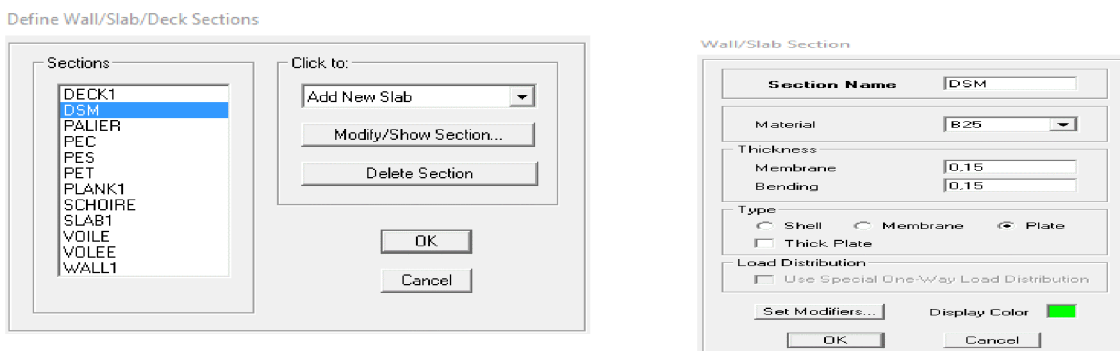 Define Wall/Slab/Deck Sections
Sections
DECK1
DSM
PALIER
PEC
PES
PET
PLANK1
SCHOIRE
SLAB1
VOILE
VOLEE
WALL1
Click to:
Add New Slab
Modify/Show Section...
Delete Section
OK
Cancel
Wall/Slab Section
Section Name DSM
Material B25
Thickness
Membrane 0,15
Bending 0,15
Type
Shell Membrane Plate
Thick Plate
Load Distribution
Use Special One-Way Load Distribution
Set Modifiers... Display Color
OK Cancel